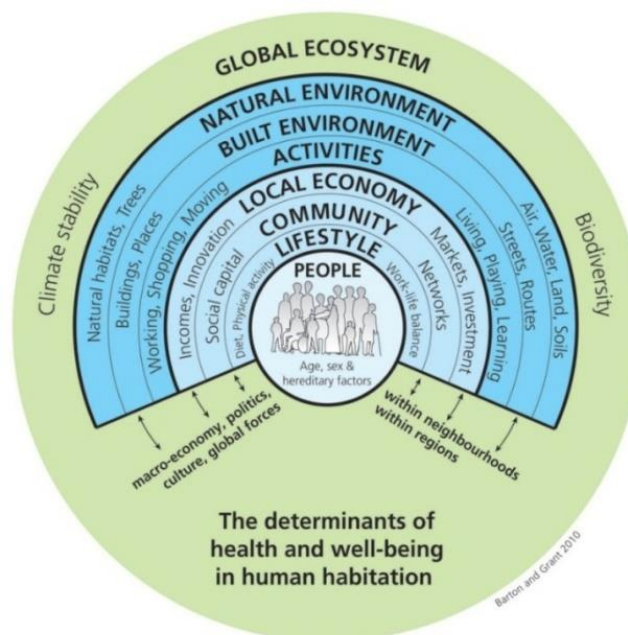 GLOBAL ECOSYSTEM
NATURAL ENVIRONMENT
BUILT ENVIRONMENT
ACTIVITIES
LOCAL ECONOMY
COMMUNITY
LIFESTYLE
PEOPLE
Age, sex &
hereditary factors
Climate stability
Natural habitats, Trees
Buildings, Places
Working, Shopping, Moving
Incomes, Innovation
Social capital
Diet, Physical activity
Work-life balance
Networks
Markets, Investment
Living, Playing, Learning
Streets, Routes
Air, Water, Land, Soils
Biodiversity
macro-economy, politics,
culture, global forces
within neighbourhoods
within regions
The determinants of
health and well-being
in human habitation
Barton and Grant 2010